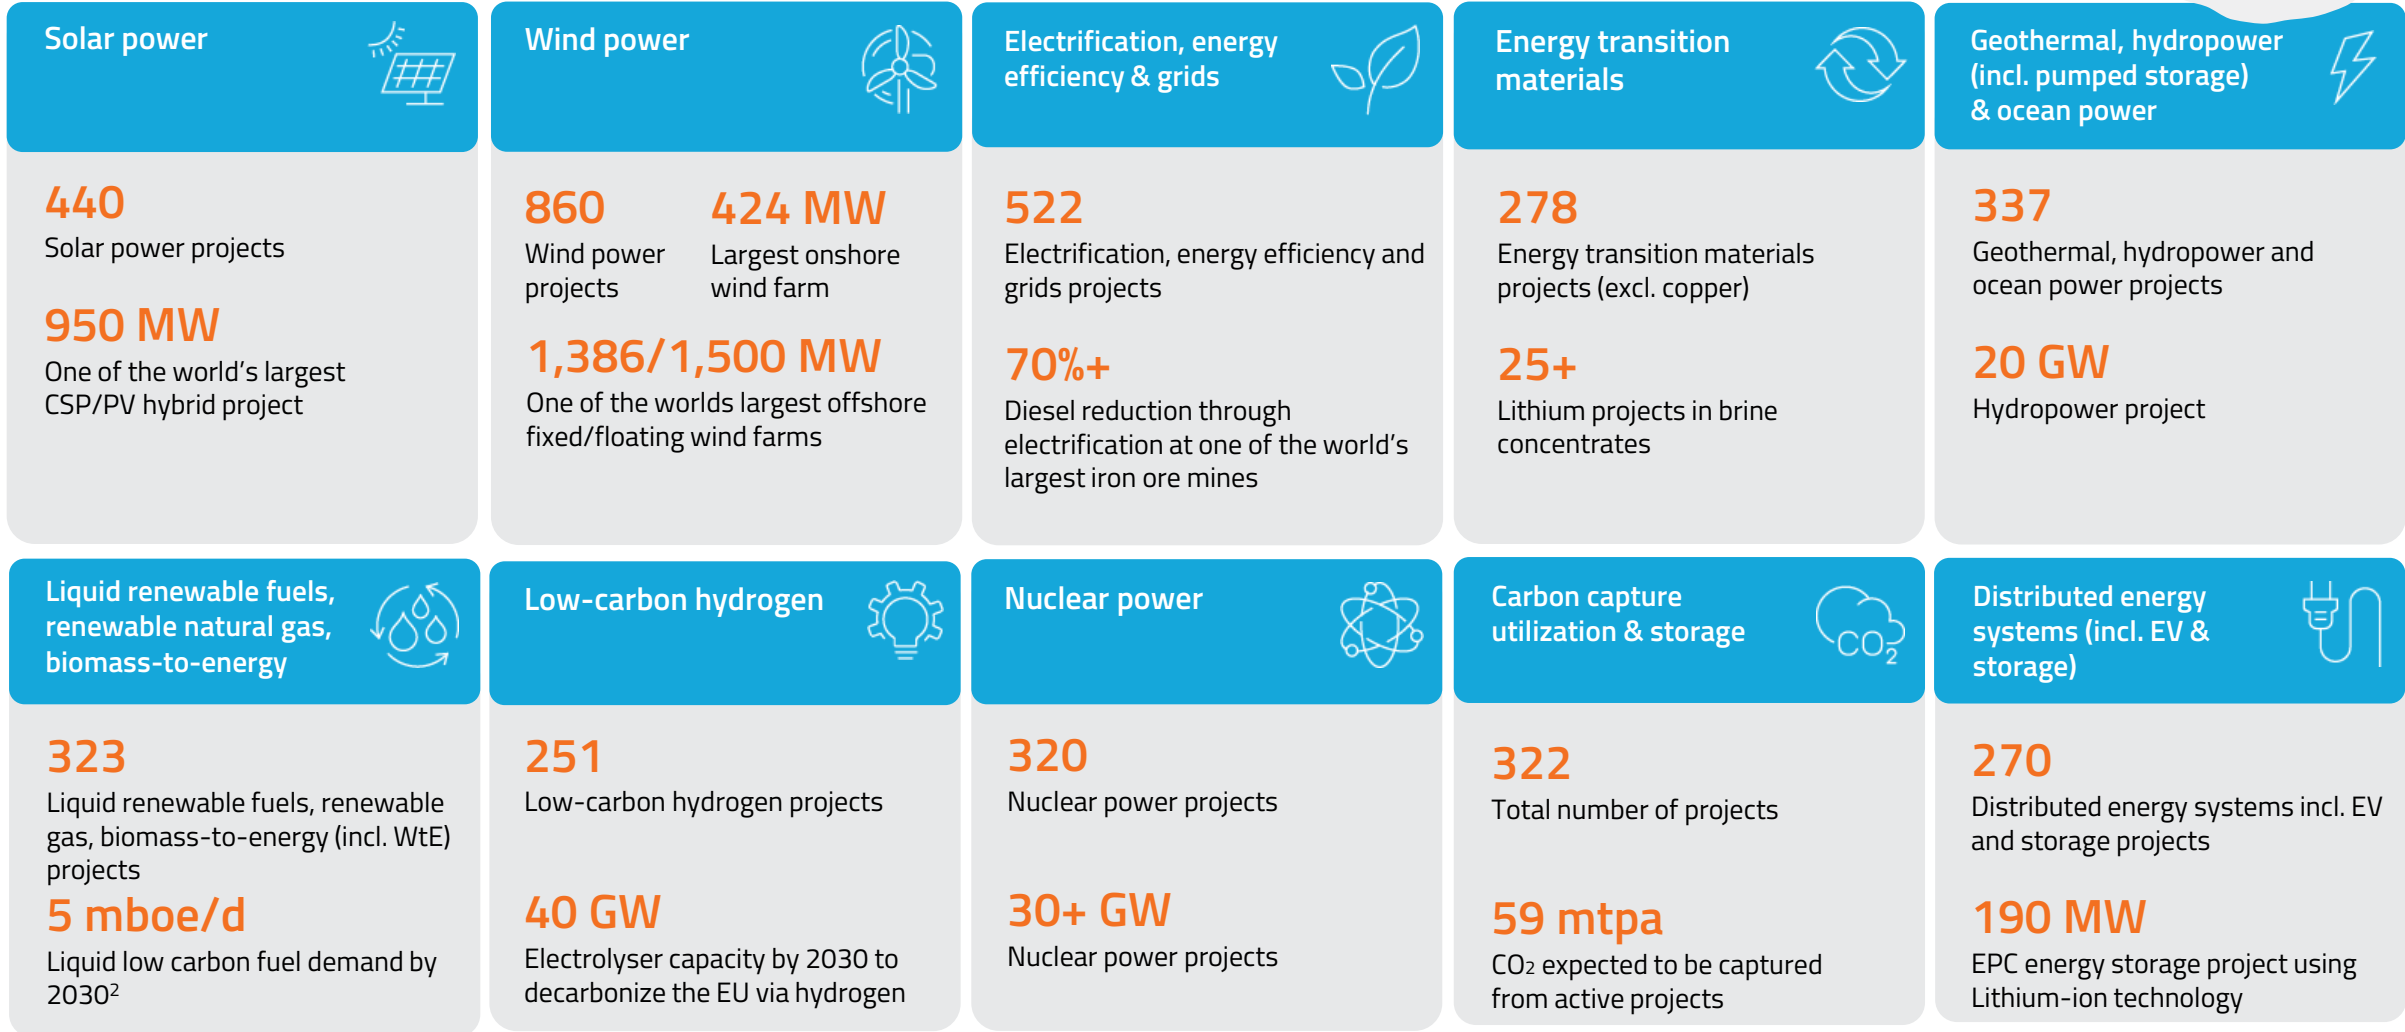 Solar power
440
Solar power projects
950 MW
One of the world's largest
CSP/PV hybrid project
Wind power
860
Wind power
projects
424 MW
Largest onshore
wind farm
1,386/1,500 MW
One of the worlds largest offshore
fixed/floating wind farms
Electrification, energy
efficiency & grids
522
Electrification, energy efficiency and
grids projects
70%+
Diesel reduction through
electrification at one of the world's
largest iron ore mines
Energy transition
materials
278
Energy transition materials
projects (excl. copper)
25+
Lithium projects in brine
concentrates
Geothermal, hydropower
(incl. pumped storage)
& ocean power
337
Geothermal, hydropower and
ocean power projects
20 GW
Hydropower project
Liquid renewable fuels,
renewable natural gas,
biomass-to-energy
323
Liquid renewable fuels, renewable
gas, biomass-to-energy (incl. WtE)
projects
5 mboe/d
Liquid low carbon fuel demand by
2030²
Low-carbon hydrogen
251
Low-carbon hydrogen projects
40 GW
Electrolyser capacity by 2030 to
decarbonize the EU via hydrogen
Nuclear power
320
Nuclear power projects
30+ GW
Nuclear power projects
Carbon capture
utilization & storage
CO₂
322
Total number of projects
59 mtpa
CO₂ expected to be captured
from active projects
Distributed energy
systems (incl. EV &
storage)
270
Distributed energy systems incl. EV
and storage projects
190 MW
EPC energy storage project using
Lithium-ion technology